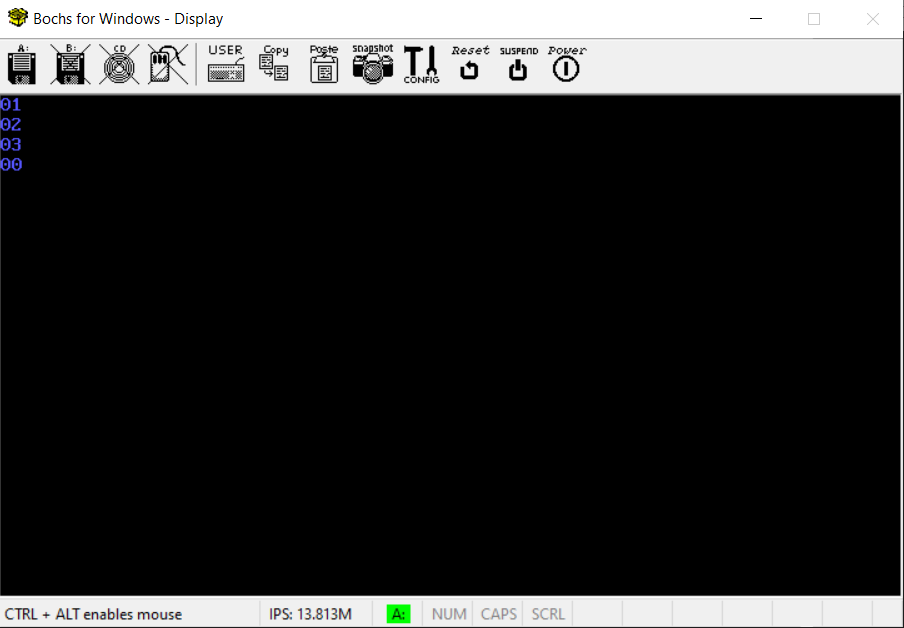 Bochs for Windows - Display
A: B: CD USER Copy Paste snapshot CONFIG Reset SUSPEND Power
01
02
03
00
CTRL + ALT enables mouse IPS: 13.813M A: NUM CAPS SCRL